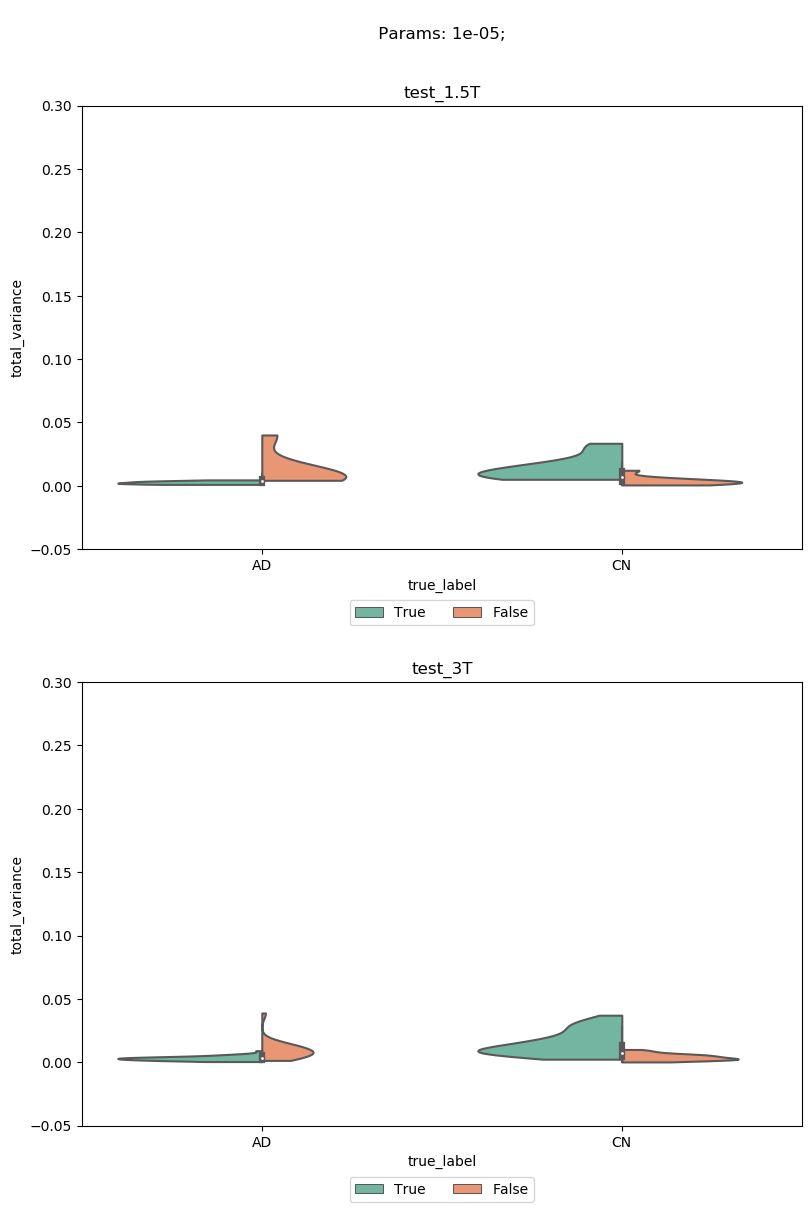 Params: 1e-05;
test_1.5T
0.30
0.25
0.20
0.15
0.10
0.05
0.00
−0.05
total_variance
AD CN
true_label
True False
test_3T
0.30
0.25
0.20
0.15
0.10
0.05
0.00
−0.05
total_variance
AD CN
true_label
True False